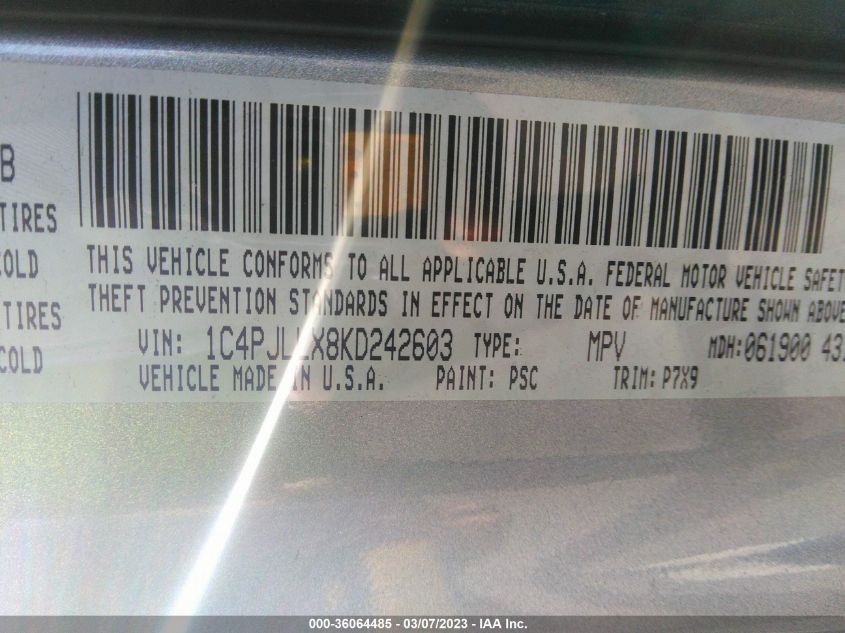 B
TIRES
COLD
TIRES
COLD
THIS VEHICLE CONFORMS TO ALL APPLICABLE U.S.A. FEDERAL MOTOR VEHICLE SAFET
THEFT PREVENTION STANDARDS IN EFFECT ON THE DATE OF MANUFACTURE SHOWN ABOVE
VIN: 1C4PJLLX8KD242603 TYPE: MPV MDH:061900 43
VEHICLE MADE IN U.S.A. PAINT: PSC TRIM: P7X9
000-36064485 - 03/07/2023 - IAA Inc.